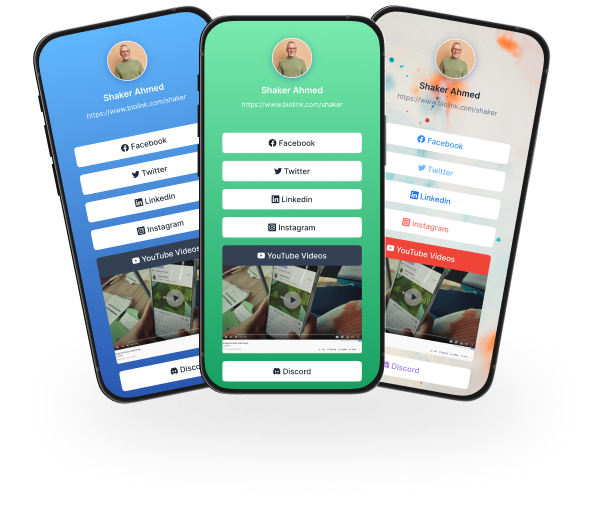 Shaker Ahmed
https://www.biolink.com/shaker
Facebook
Twitter
Linkedin
Instagram
YouTube Videos
Disco
Shaker Ahmed
https://www.biolink.com/shaker
Facebook
Twitter
Linkedin
Instagram
YouTube Videos
Discord
Shaker Ahmed
https://www.biolink.com/shaker
Facebook
Twitter
Linkedin
Instagram
YouTube Videos
Discord